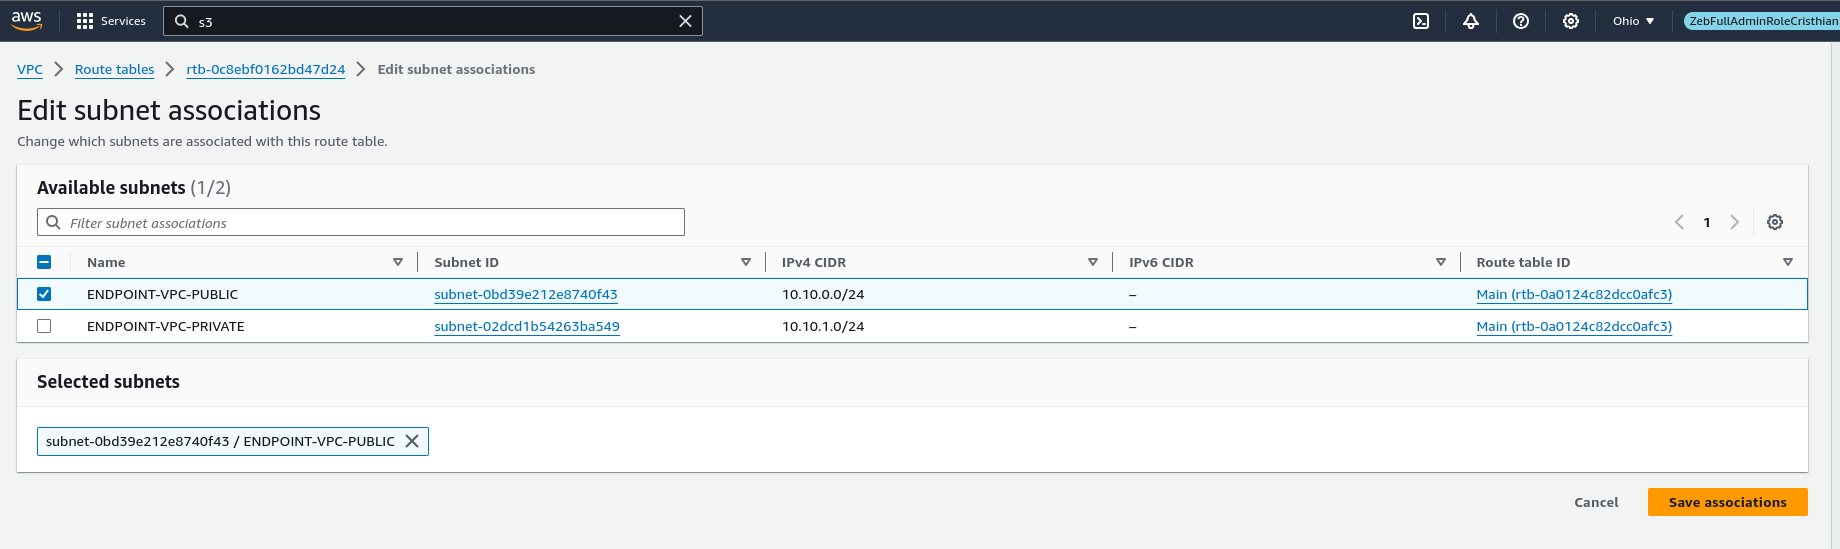 aws Services s3 Ohio ZebFullAdminRoleCristhian
VPC Route tables rtb-0c8ebf0162bd47d24 Edit subnet associations
Edit subnet associations
Change which subnets are associated with this route table.
Available subnets (1/2)
Filter subnet associations 1
Name Subnet ID IPv4 CIDR IPv6 CIDR Route table ID
ENDPOINT-VPC-PUBLIC subnet-0bd39e212e8740f43 10.10.0.0/24 – Main (rtb-0a0124c82dcc0afc3)
ENDPOINT-VPC-PRIVATE subnet-02dcd1b54263ba549 10.10.1.0/24 – Main (rtb-0a0124c82dcc0afc3)
Selected subnets
subnet-0bd39e212e8740f43 / ENDPOINT-VPC-PUBLIC
Cancel Save associations